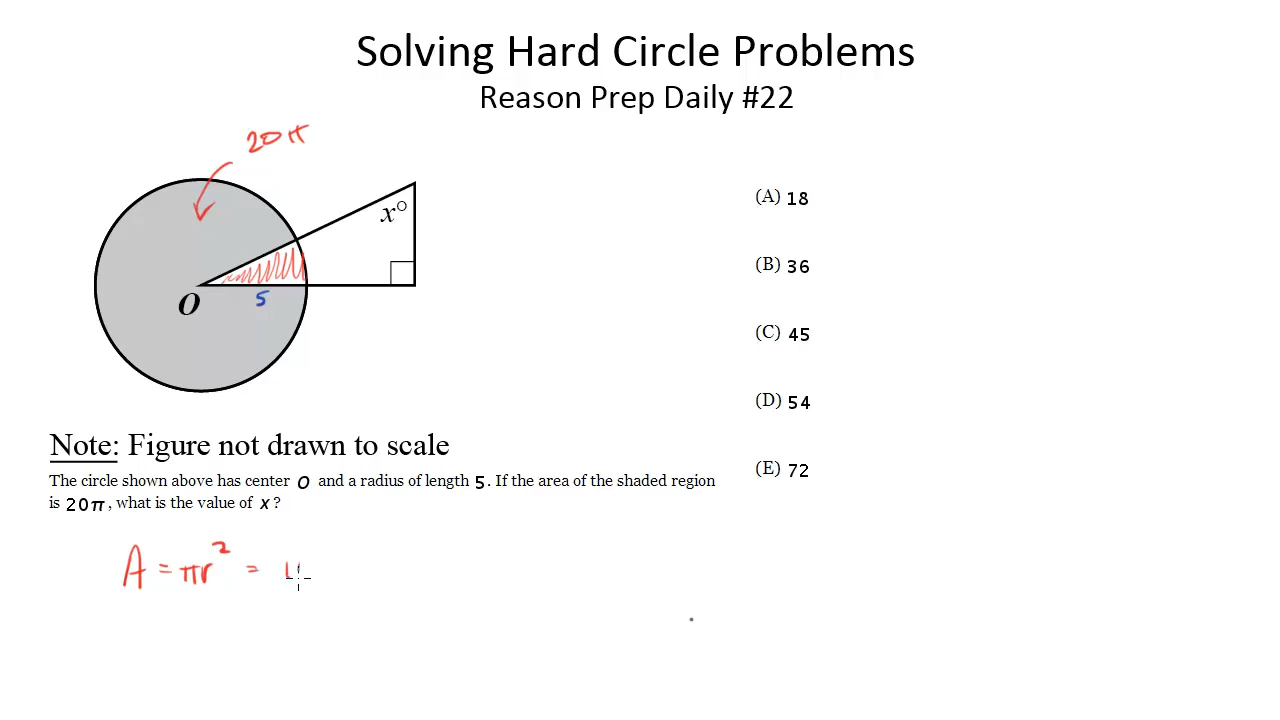 Solving Hard Circle Problems
Reason Prep Daily #22
20π
x°
O
5
(A) 18
(B) 36
(C) 45
(D) 54
(E) 72
Note: Figure not drawn to scale
The circle shown above has center O and a radius of length 5. If the area of the shaded region
is 20π, what is the value of x?
A = πr² =